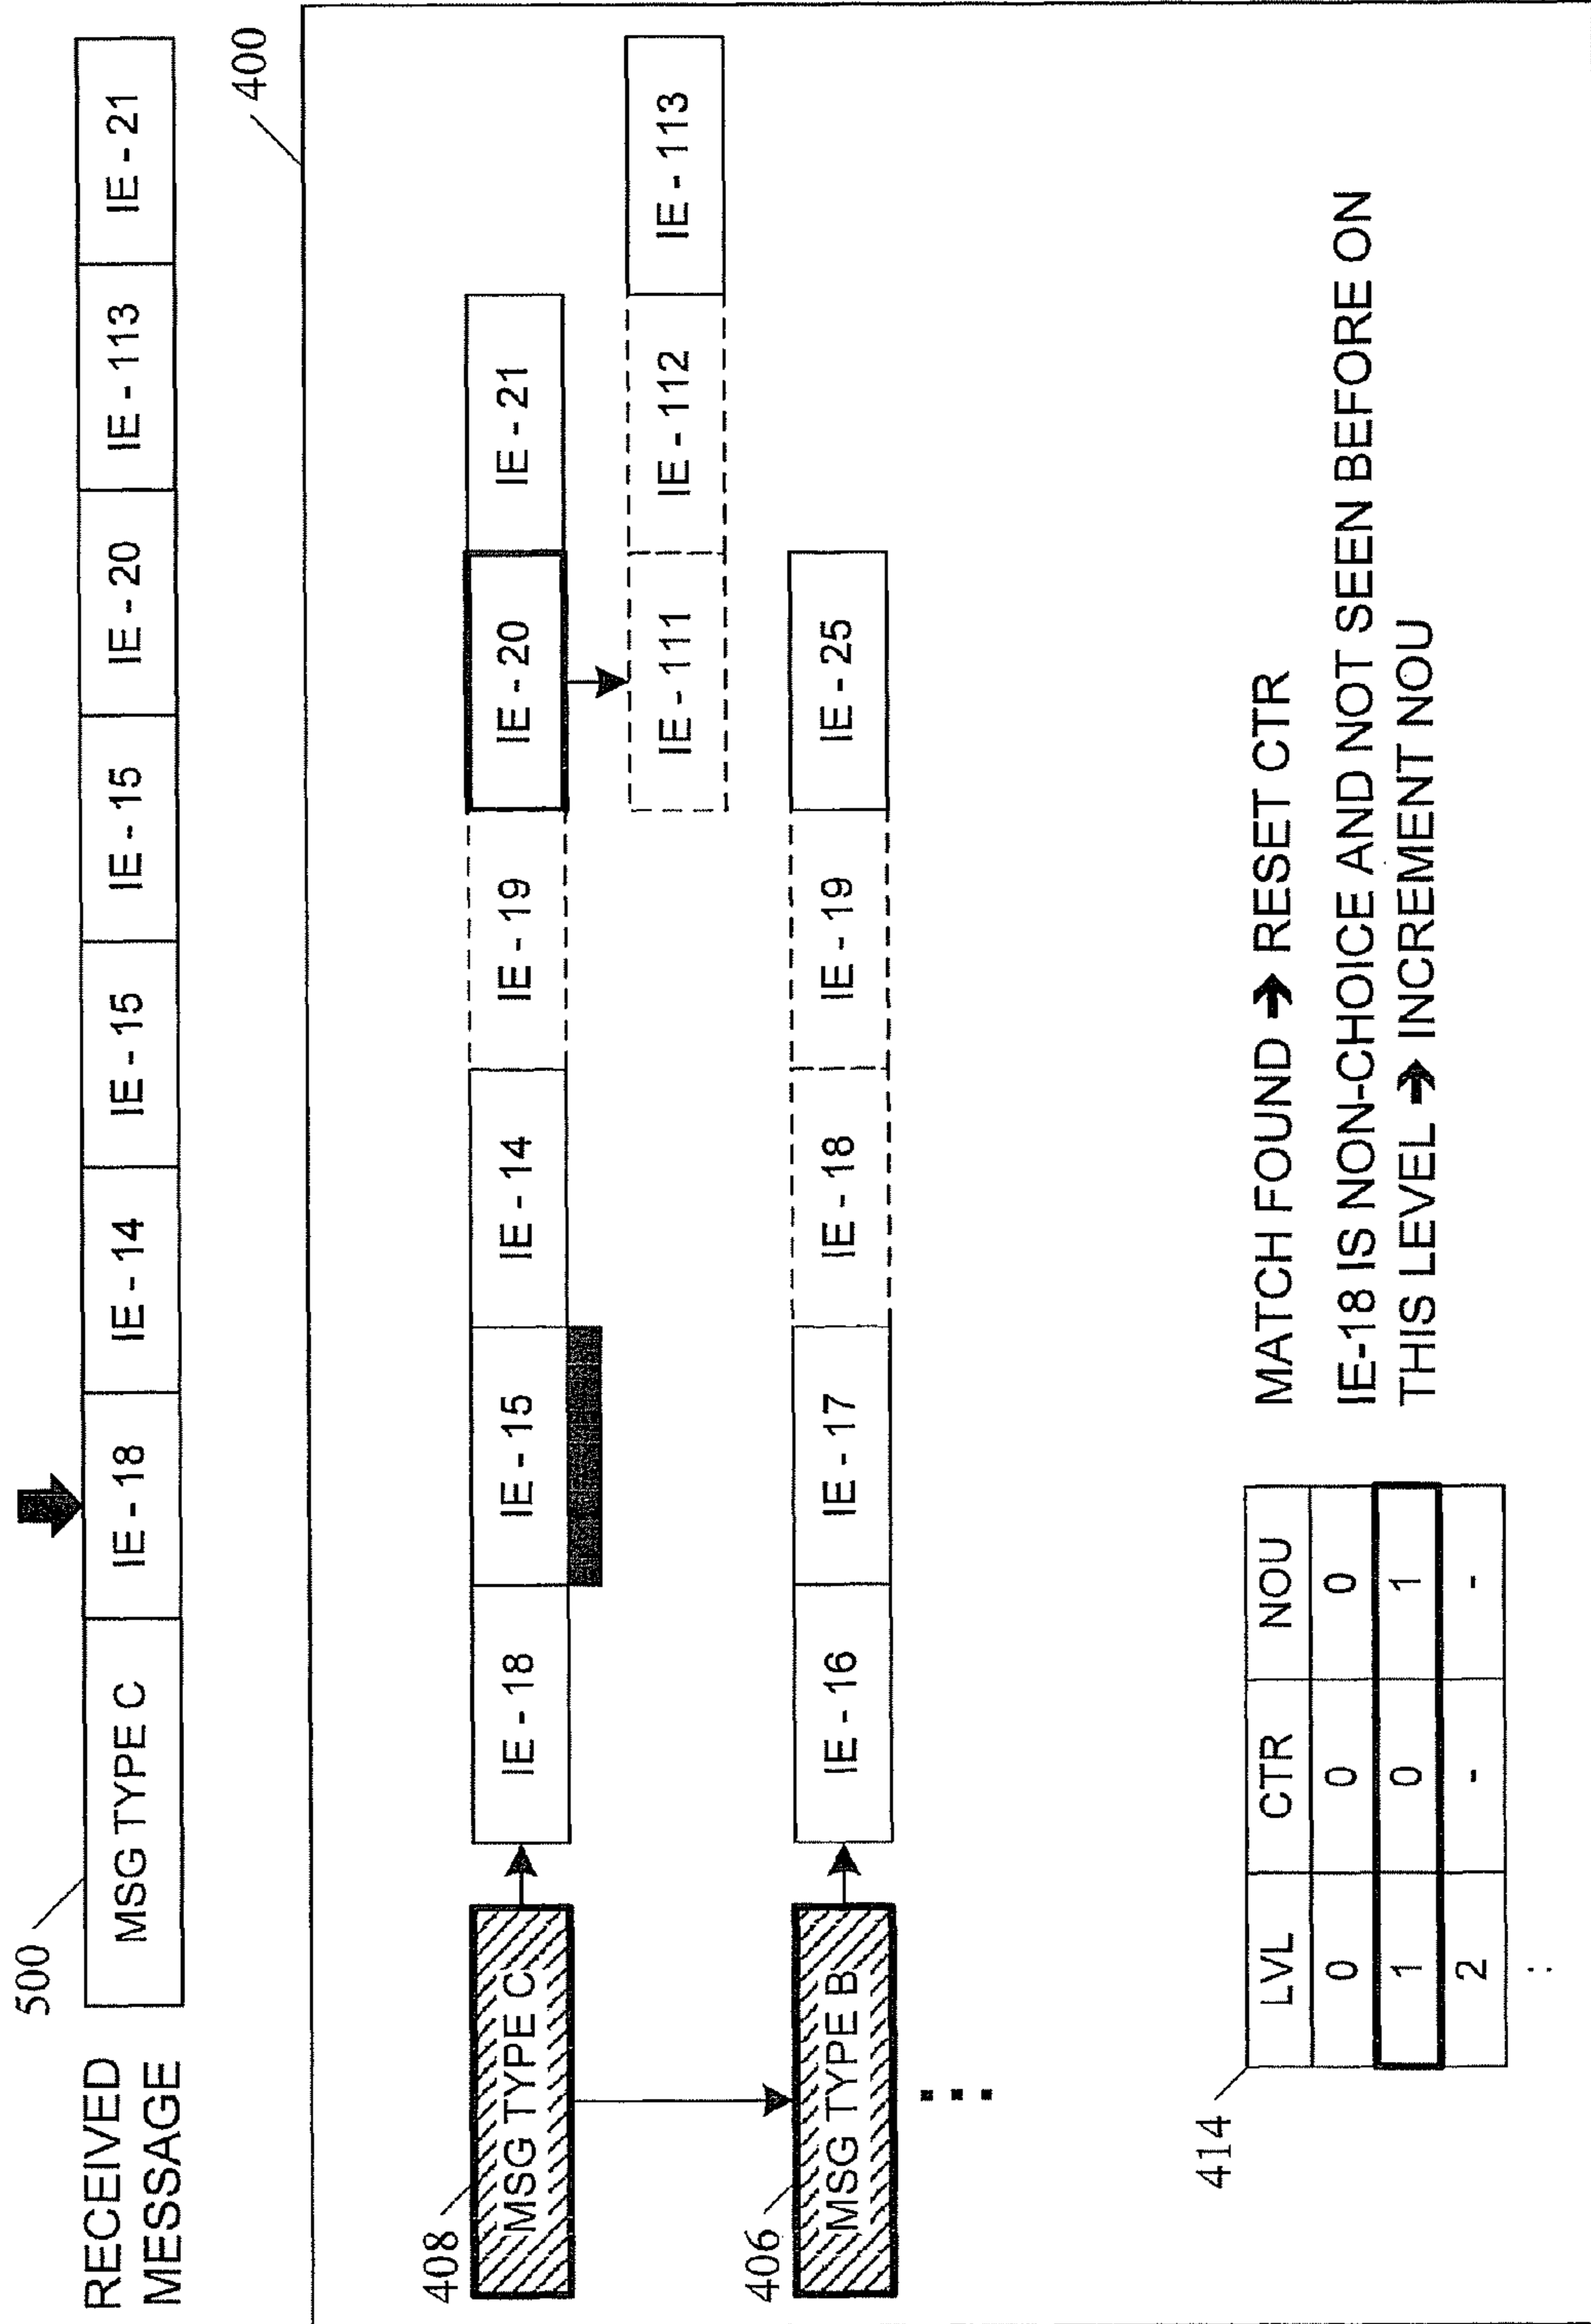 500
RECEIVED
MESSAGE
MSG TYPE C IE - 18 IE - 14 IE - 15 IE - 15 IE - 20 IE - 113 IE - 21
400
408
MSG TYPE C IE - 18 IE - 15 IE - 14 IE - 19 IE - 20 IE - 21
IE - 111 IE - 112 IE - 113
406
MSG TYPE B IE - 16 IE - 17 IE - 18 IE - 19 IE - 25
...
414
LVL CTR NOU
0 0 0
1 0 1
2 - -
:
MATCH FOUND ➔ RESET CTR
IE-18 IS NON-CHOICE AND NOT SEEN BEFORE ON
THIS LEVEL ➔ INCREMENT NOU